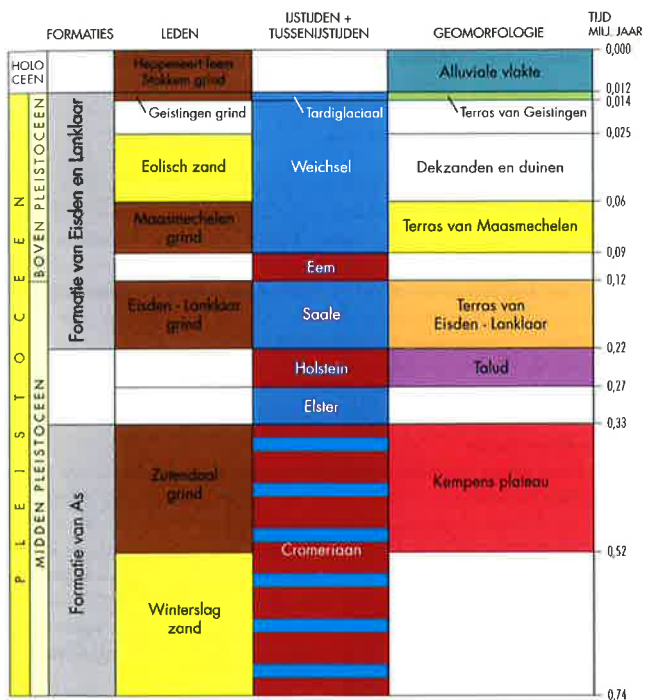 FORMATIES
LEDEN
IJSTIJDEN +
TUSSENIJSTIJDEN
GEOMORFOLOGIE
TIJD
MILJ. JAAR
HOLO
CEEN
PLEISTOCEEN
BOVEN PLEISTOCEEN
MIDDEN PLEISTOCEEN
Formatie van Eisden en Lanklaar
Formatie van As
Heppeneert leem
Stokkem grind
Geistingen grind
Eolisch zand
Maasmechelen
grind
Eisden - Lanklaar
grind
Zutendaal
grind
Winterslag
zand
Tardiglaciaal
Weichsel
Eem
Saale
Holstein
Elster
Cromeriaan
Alluviale vlakte
Terras van Geistingen
Dekzanden en duinen
Terras van Maasmechelen
Terras van
Eisden - Lanklaar
Talud
Kempens plateau
0,000
0,012
0,014
0,025
0,06
0,09
0,12
0,22
0,27
0,33
0,52
0,74